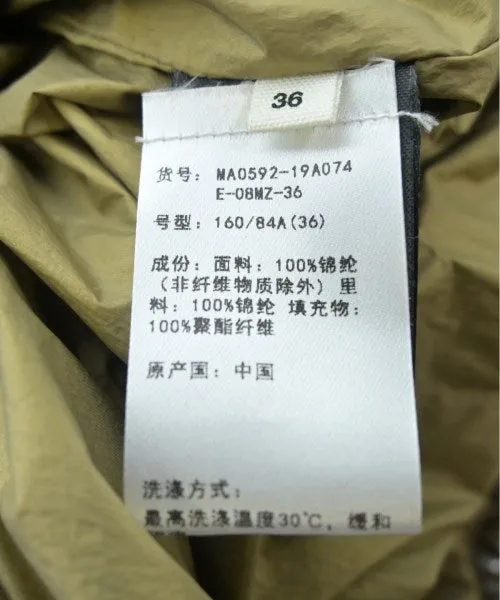 36
货号: MA0592-19A074
E-08MZ-36
号型: 160/84A(36)
成份: 面料: 100%锦纶
(非纤维物质除外) 里
料: 100%锦纶 填充物:
100%聚酯纤维
原产国: 中国
洗涤方式:
最高洗涤温度30℃, 缓和